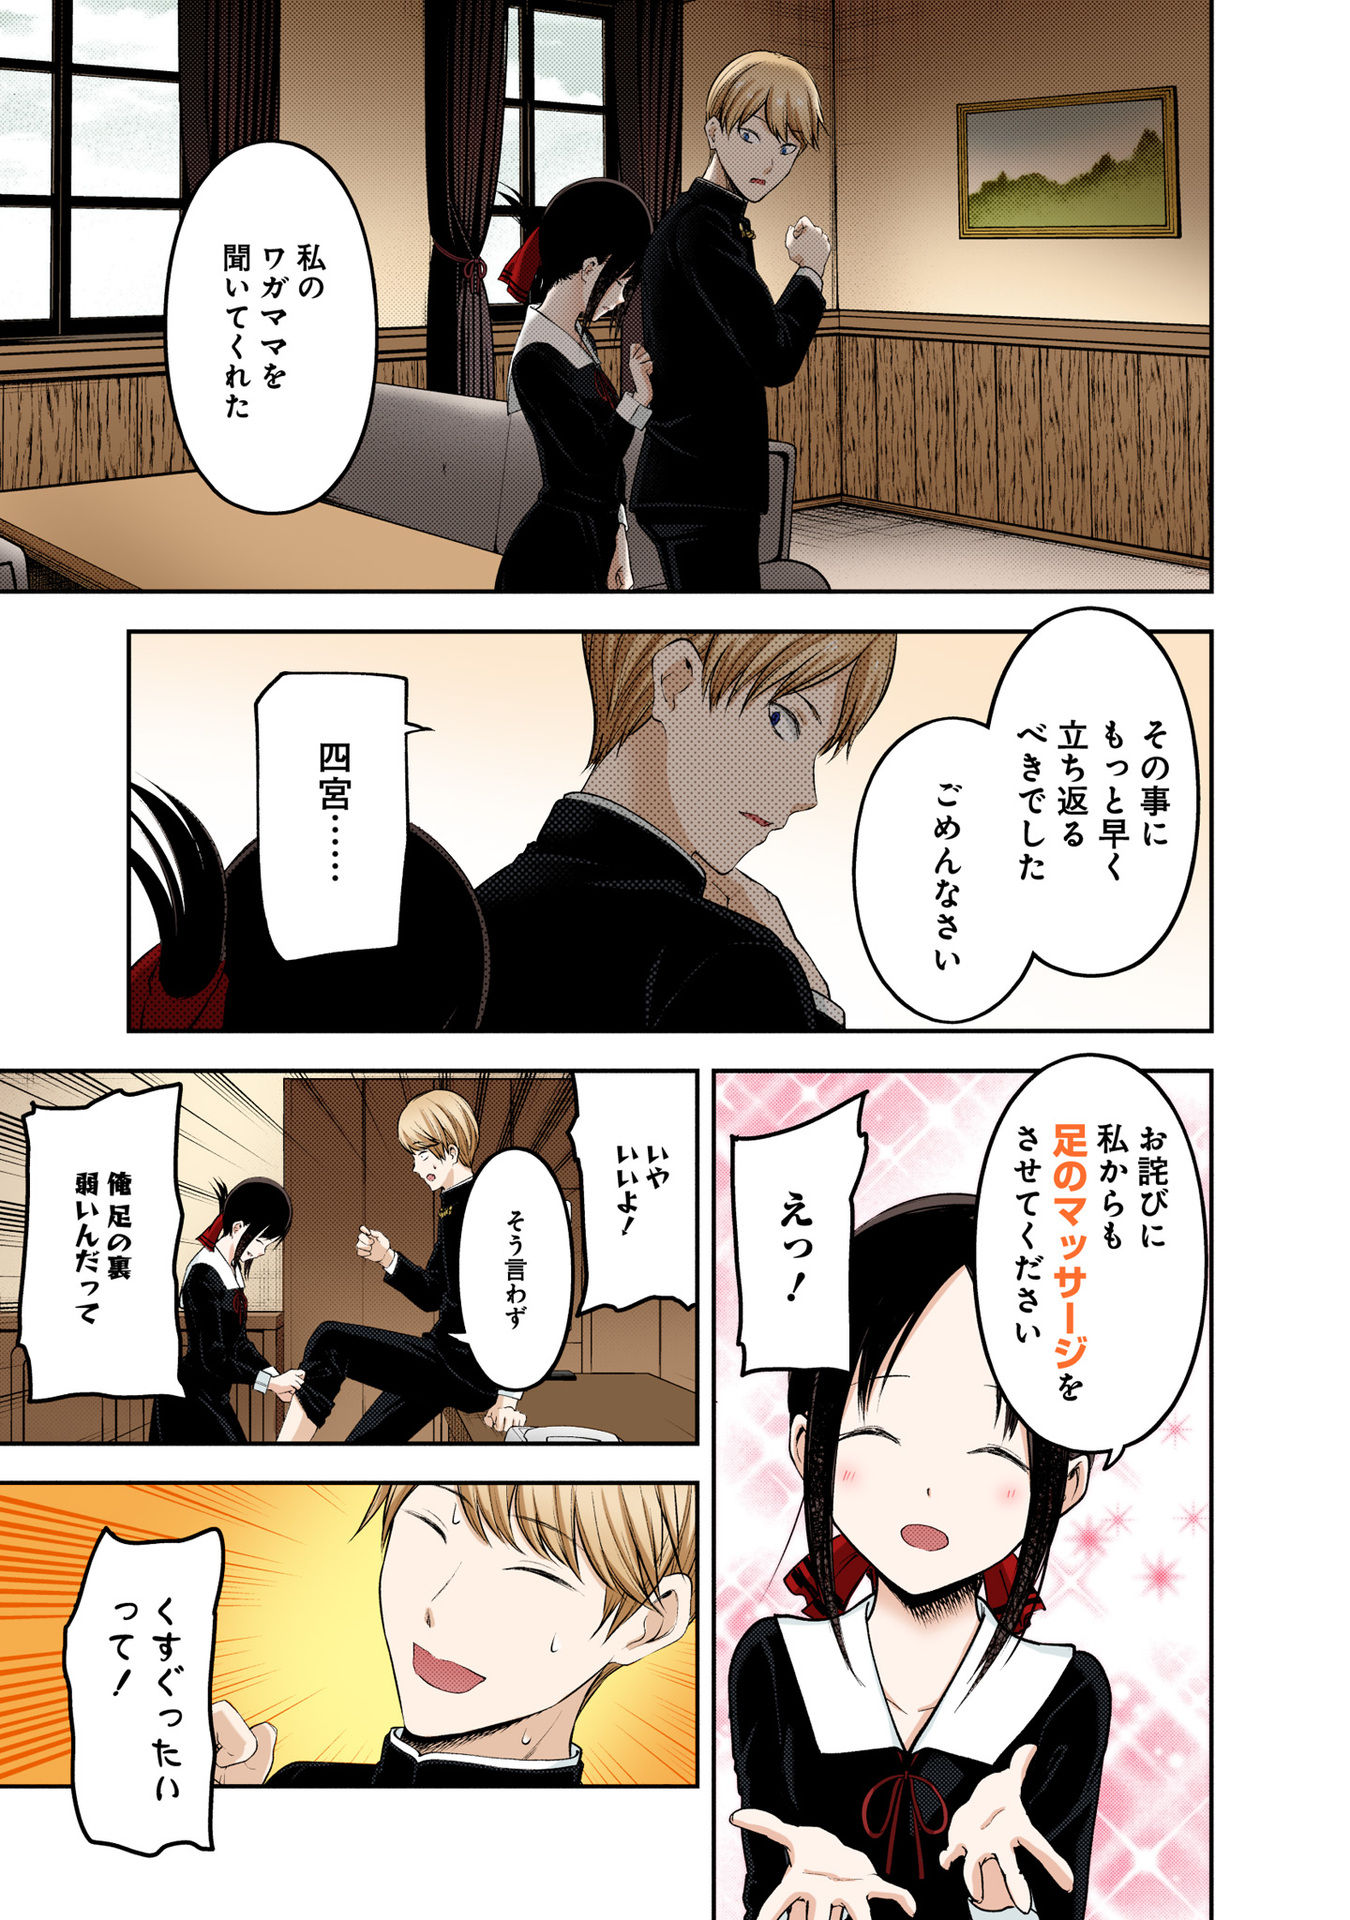 私の
ワガママを
聞いてくれた
その事に
もっと早く
立ち返る
べきでした
ごめんなさい
四宮……
お詫びに
私からも
足のマッサージを
させてください
えっ！
いや
いいよ！
そう言わず
俺足の裏
弱いんだって
くすぐったい
って！